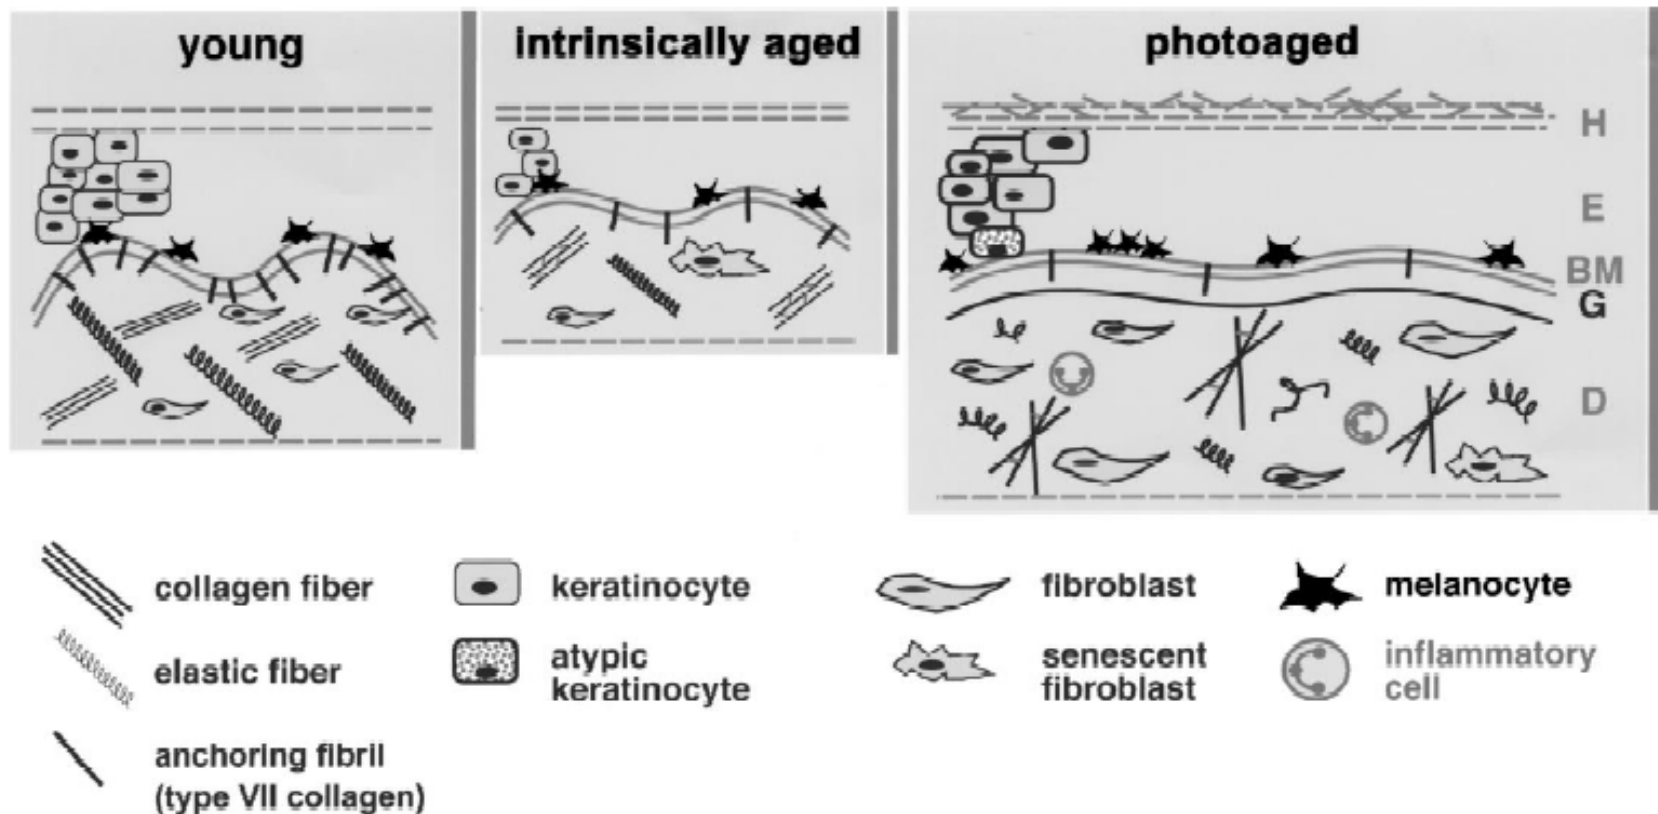 young
intrinsically aged
photoaged
H
E
BM
G
D
collagen fiber
keratinocyte
fibroblast
melanocyte
elastic fiber
atypic
keratinocyte
senescent
fibroblast
inflammatory
cell
anchoring fibril
(type VII collagen)